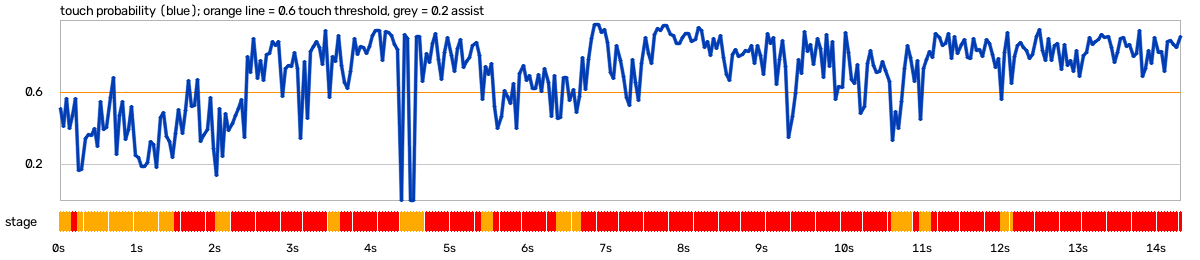 touch probability (blue); orange line = 0.6 touch threshold, grey = 0.2 assist
0.6
0.2
stage
0s 1s 2s 3s 4s 5s 6s 7s 8s 9s 10s 11s 12s 13s 14s